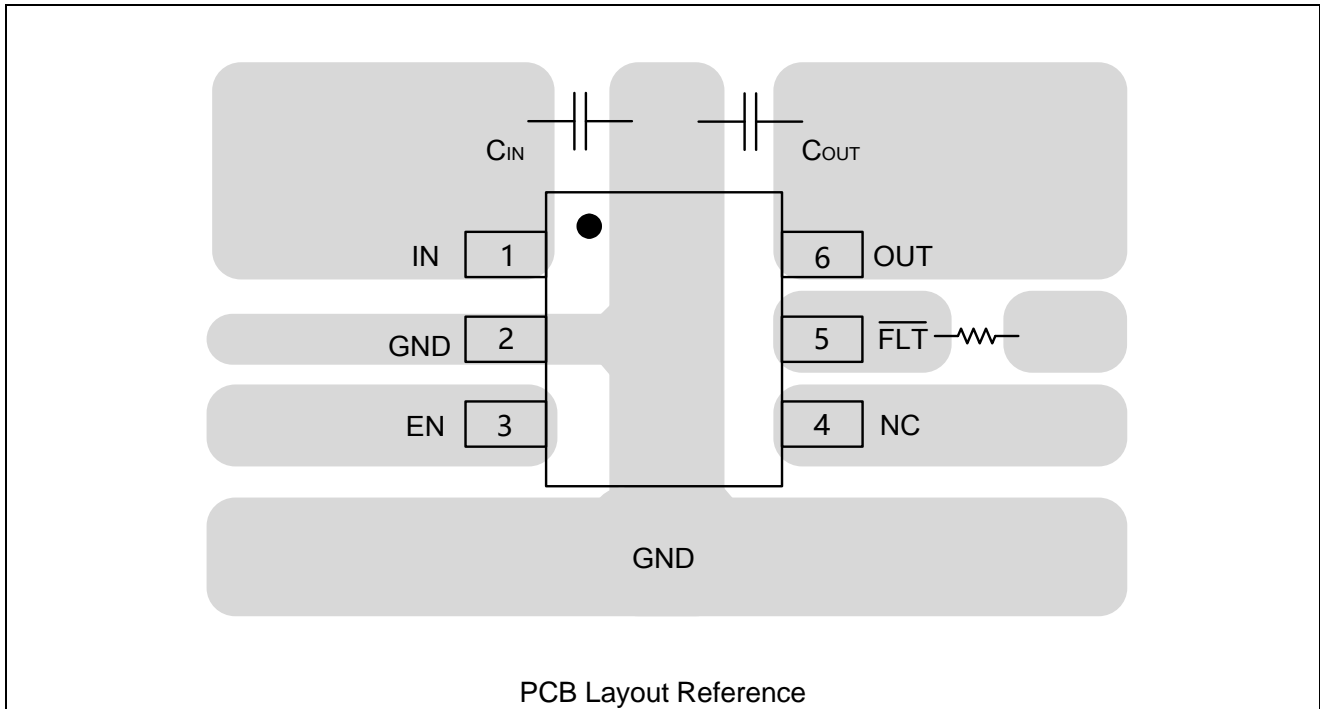 CIN COUT
IN 1 6 OUT
GND 2 5 FLT
EN 3 4 NC
GND
PCB Layout Reference